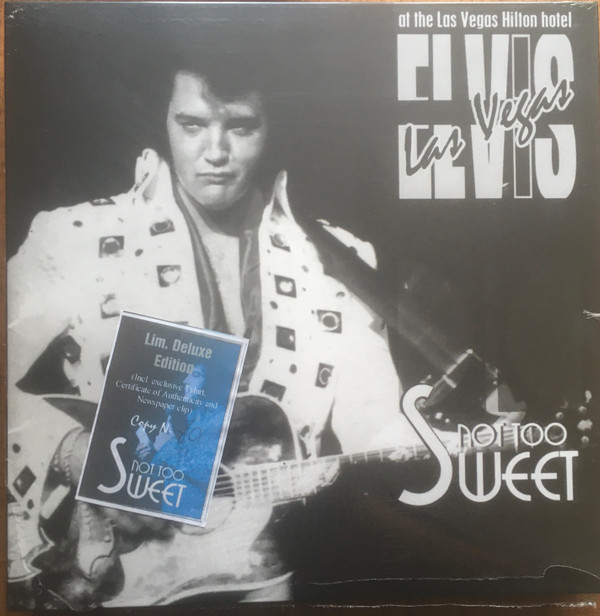 at the Las Vegas Hilton hotel
ELVIS
Las Vegas
ELVIS
Lim. Deluxe
Edition
(Incl. exclusive T-shirt,
Certificate of Authenticity and
Newspaper clip)
Copy N
NOT TOO
SWEET
NOT TOO
SWEET